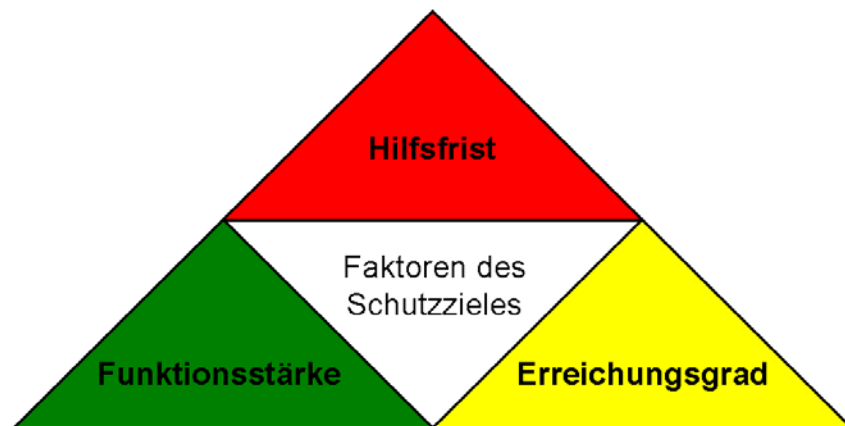 Hilfsfrist
Faktoren des
Schutzzieles
Funktionsstärke
Erreichungsgrad